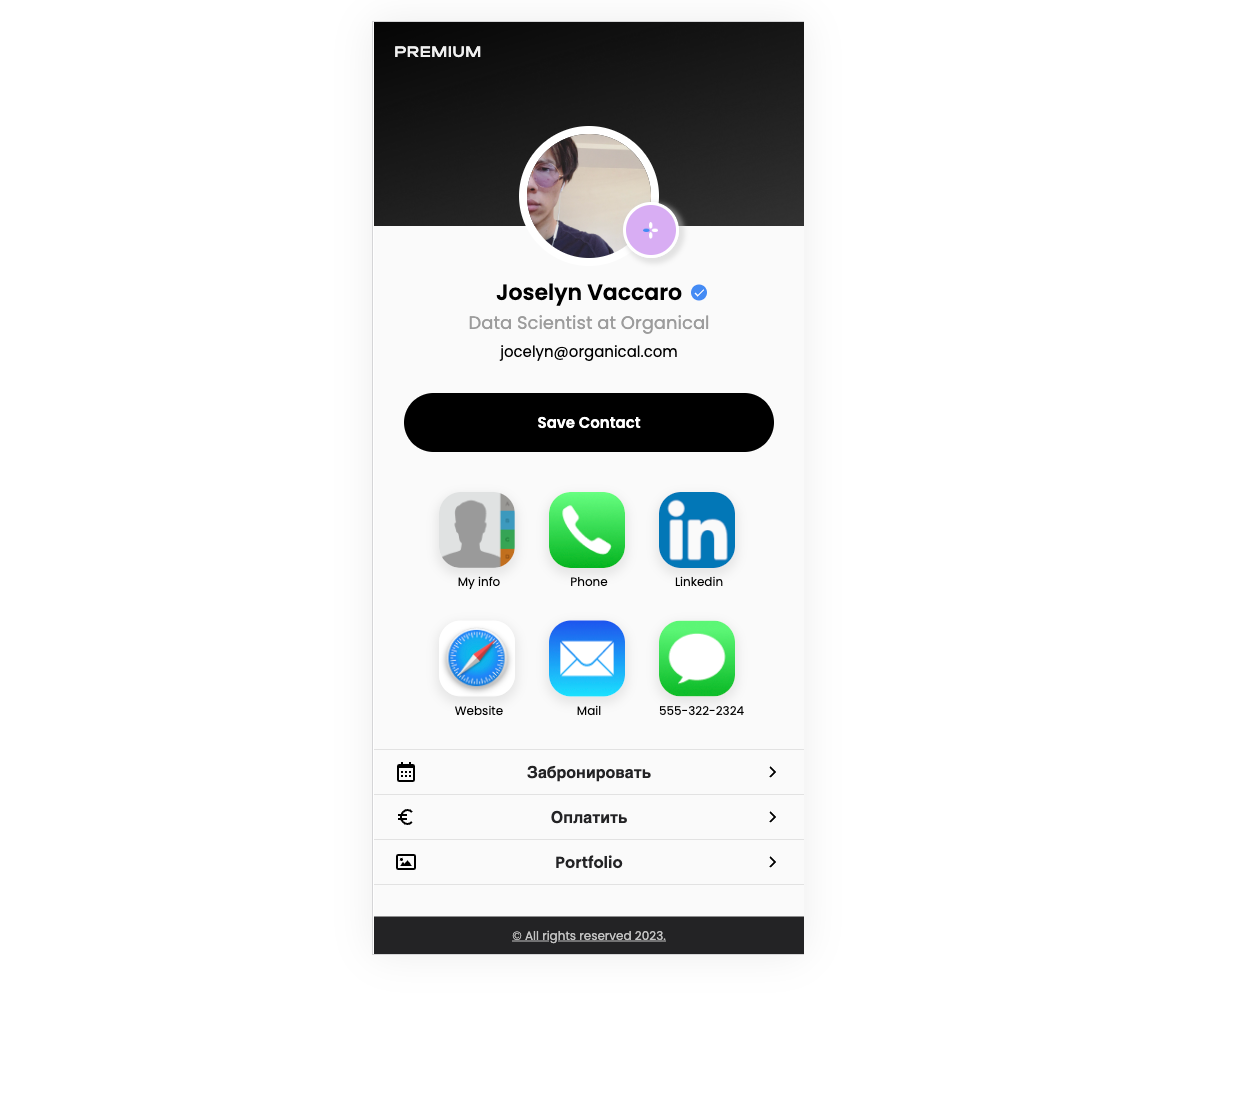 PREMIUM
Joselyn Vaccaro
Data Scientist at Organical
jocelyn@organical.com
Save Contact
My info
Phone
in
Linkedin
Website
Mail
555-322-2324
Забронировать
Оплатить
Portfolio
© All rights reserved 2023.